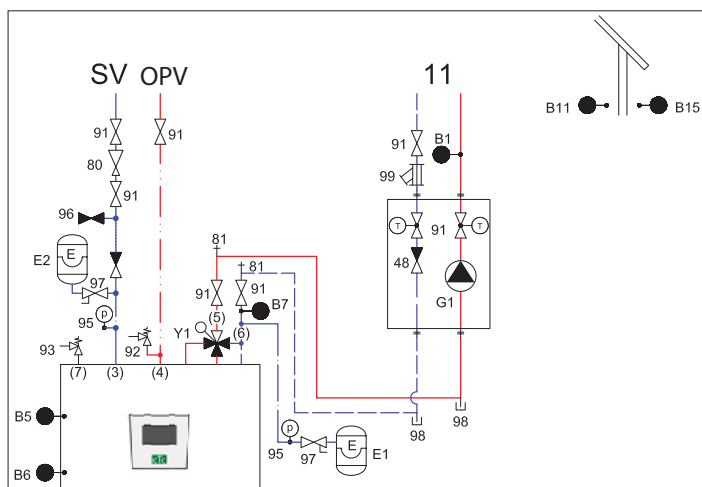 SV OPV 11
B11 B15
91 91 91 B1
80
99
91
96
E2 E
81
81
T 91 T
48
97
91 91
B7
G1
95 p
(5)
93 92 Y1 (6)
(7) (3) (4)
B5
98 98
p
E
95 97 E1
B6
CTC